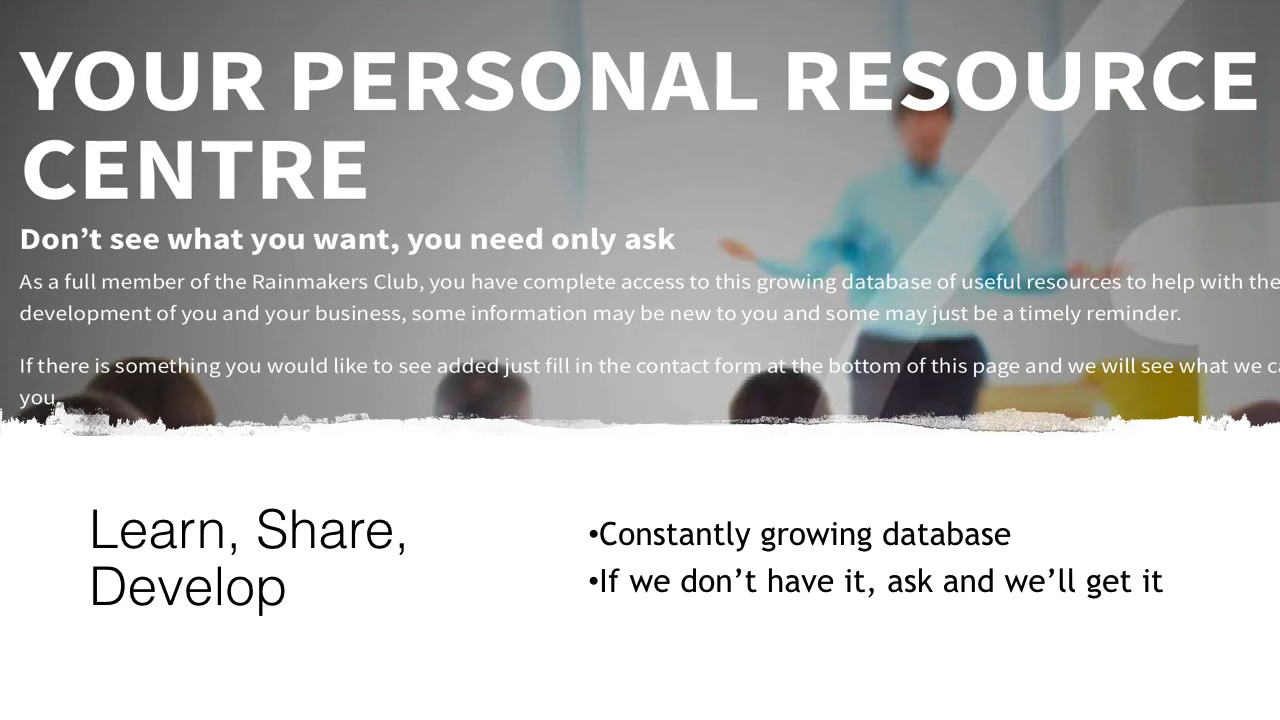 YOUR PERSONAL RESOURCE
CENTRE
Don’t see what you want, you need only ask
As a full member of the Rainmakers Club, you have complete access to this growing database of useful resources to help with the
development of you and your business, some information may be new to you and some may just be a timely reminder.
If there is something you would like to see added just fill in the contact form at the bottom of this page and we will see what we
you.
Learn, Share,
Develop
•Constantly growing database
•If we don’t have it, ask and we’ll get it